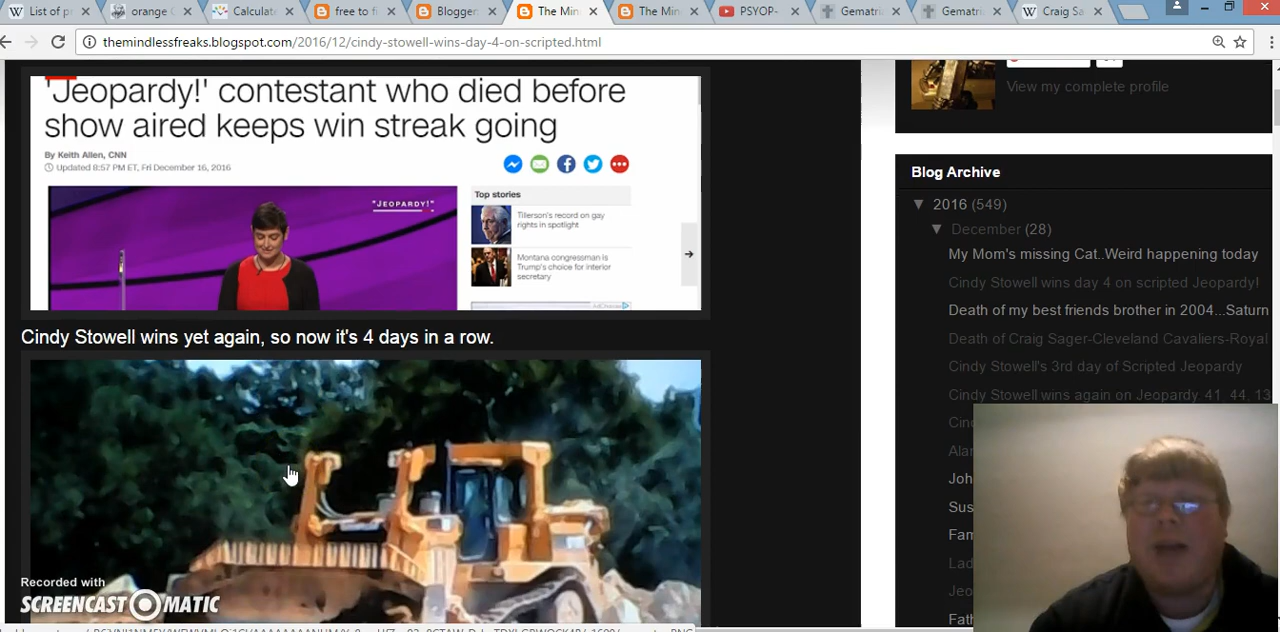 List of p
orange
Calculate
free to fi
Blogger:
The Min
The Min
PSYOP-
Gematri
Gematri
Craig Sa
themindlessfreaks.blogspot.com/2016/12/cindy-stowell-wins-day-4-on-scripted.html
'Jeopardy!' contestant who died before
show aired keeps win streak going
By Keith Allen, CNN
Updated 8:57 PM ET, Fri December 16, 2016
"JEOPARDY!"
Top stories
Tillerson's record on gay
rights in spotlight
Montana congressman is
Trump's choice for interior
secretary
Cindy Stowell wins yet again, so now it's 4 days in a row.
Recorded with
SCREENCAST-O-MATIC
View my complete profile
Blog Archive
▼ 2016 (549)
▼ December (28)
My Mom's missing Cat..Weird happening today
Cindy Stowell wins day 4 on scripted Jeopardy!
Death of my best friends brother in 2004...Saturn
Death of Craig Sager-Cleveland Cavaliers-Royal
Cindy Stowell's 3rd day of Scripted Jeopardy
Cindy Stowell wins again on Jeopardy, 41, 44, 13
Cin
Alar
Joh
Sus
Fam
Lad
Jeo
Fath